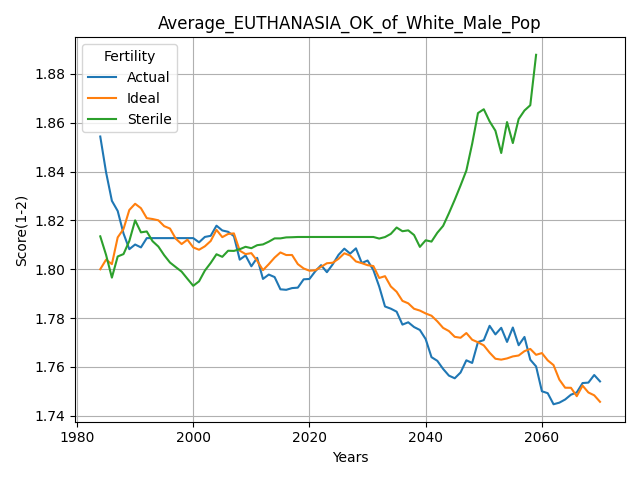 Average_EUTHANASIA_OK_of_White_Male_Pop
Fertility
Actual
Ideal
Sterile
Score(1-2)
1.88
1.86
1.84
1.82
1.80
1.78
1.76
1.74
1980 2000 2020 2040 2060
Years